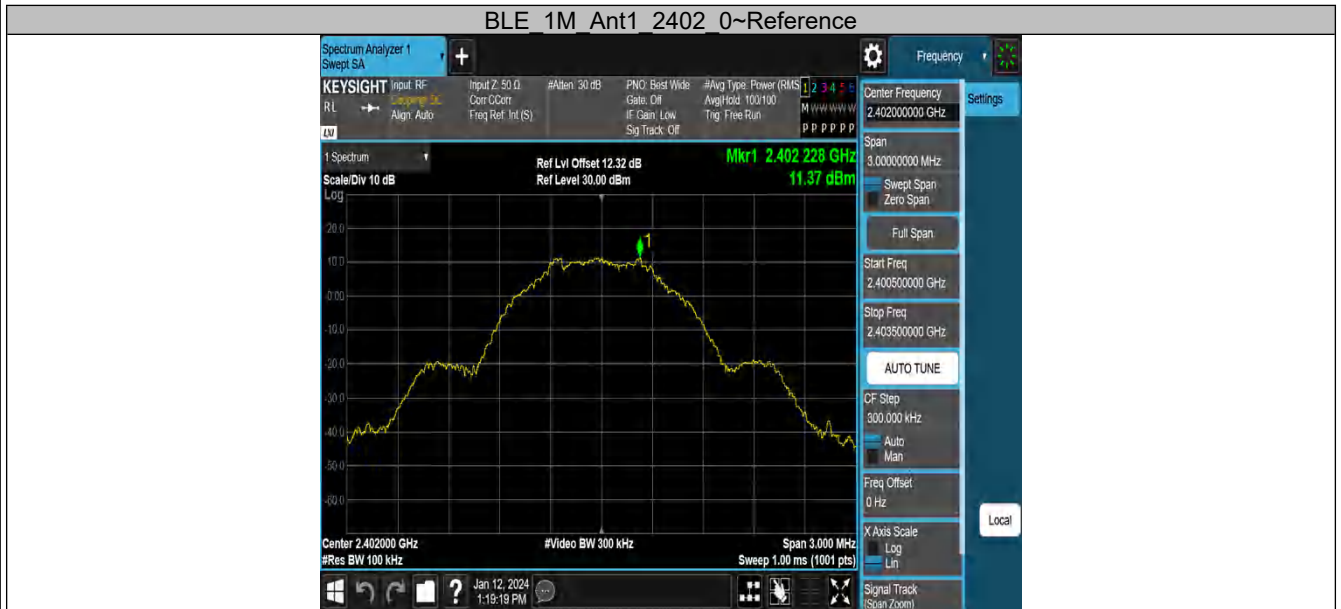 BLE_1M_Ant1_2402_0~Reference
Spectrum Analyzer 1
Swept SA
+
Frequency
KEYSIGHT
RL
LXI
Input: RF
Coupling: DC
Align: Auto
Input Z: 50 Ω
Corr CCorr
Freq Ref: Int (S)
#Atten: 30 dB
PNO: Best Wide
Gate: Off
IF Gain: Low
Sig Track: Off
#Avg Type: Power (RMS
Avg|Hold: 100/100
Trig: Free Run
1 2 3 4 5 6
M W W W W W
P P P P P P
Center Frequency
2.402000000 GHz
Settings
Span
3.00000000 MHz
Swept Span
Zero Span
Full Span
Start Freq
2.400500000 GHz
Stop Freq
2.403500000 GHz
AUTO TUNE
CF Step
300.000 kHz
Auto
Man
Freq Offset
0 Hz
X Axis Scale
Log
Lin
Signal Track
(Span Zoom)
Local
1 Spectrum
Scale/Div 10 dB
Log
Ref Lvl Offset 12.32 dB
Ref Level 30.00 dBm
Mkr1 2.402 228 GHz
11.37 dBm
1
20.0
10.0
0.00
-10.0
-20.0
-30.0
-40.0
-50.0
-60.0
Center 2.402000 GHz
#Res BW 100 kHz
#Video BW 300 kHz
Span 3.000 MHz
Sweep 1.00 ms (1001 pts)
?
Jan 12, 2024
1:19:19 PM